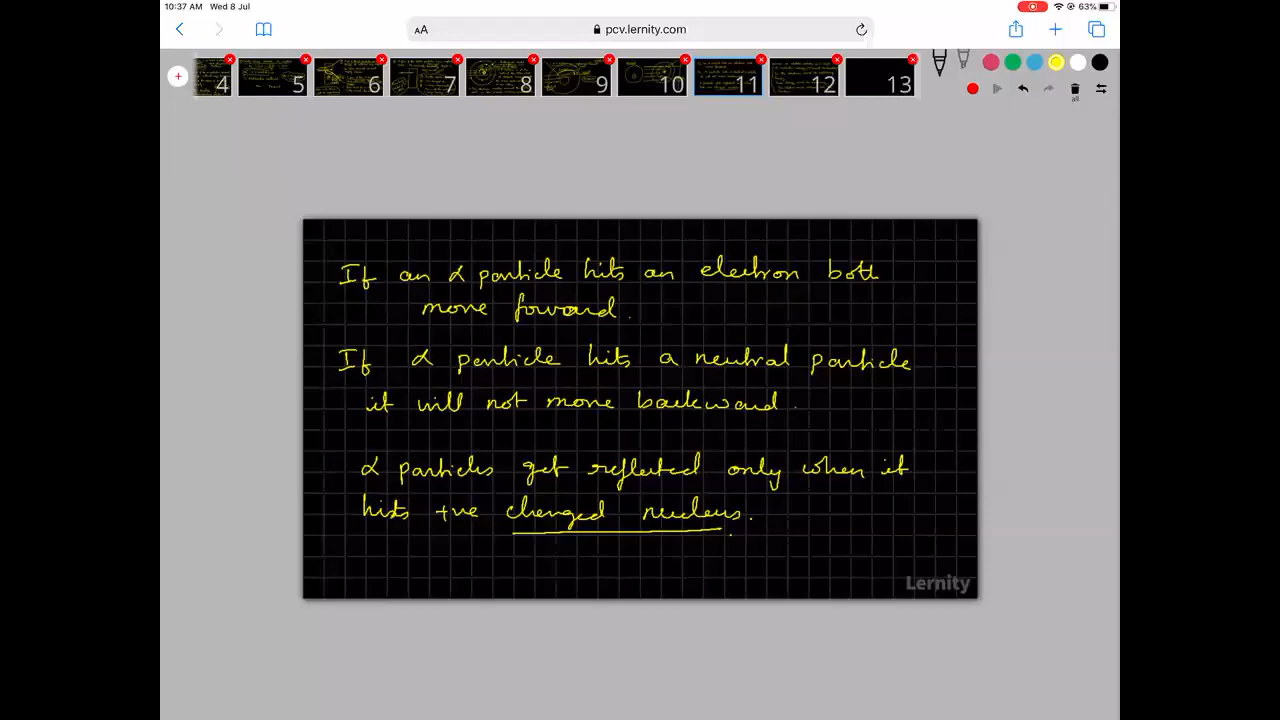 10:37 AM Wed 8 Jul
63%
AA
pcv.lernity.com
4 5 6 7 8 9 10 11 12 13
all
If an α particle hits an electron both
move forward.
If α particle hits a neutral particle
it will not move backward.
α particles get reflected only when it
hits +ve charged nucleus.
Lernity